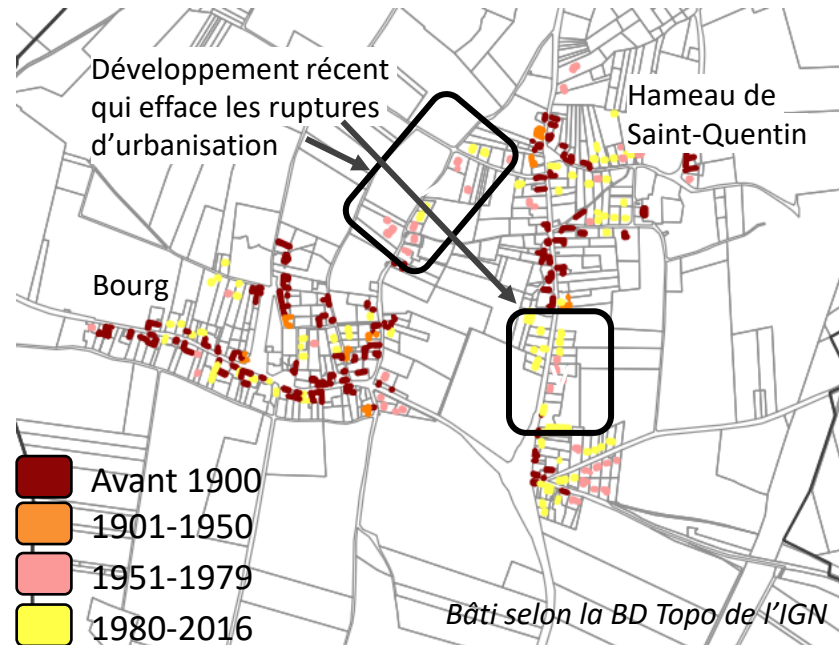 Développement récent
qui efface les ruptures
d’urbanisation
Hameau de
Saint-Quentin
Bourg
Avant 1900
1901-1950
1951-1979
1980-2016
Bâti selon la BD Topo de l’IGN